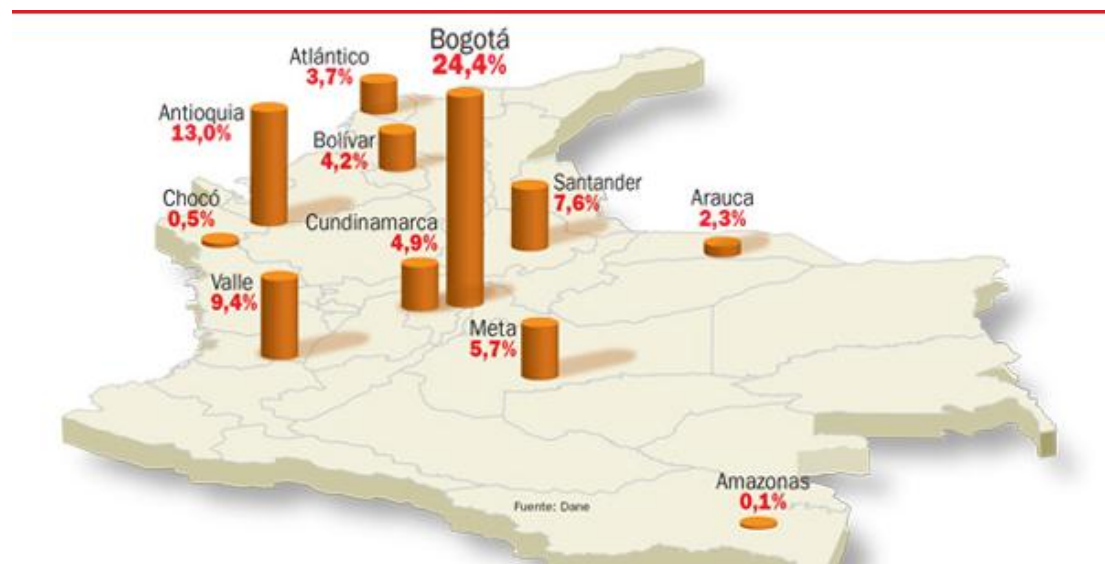 Bogotá
24,4%
Atlántico
3,7%
Antioquia
13,0%
Bolívar
4,2%
Santander
7,6%
Arauca
2,3%
Chocó
0,5%
Cundinamarca
4,9%
Valle
9,4%
Meta
5,7%
Amazonas
0,1%
Fuente: Dane